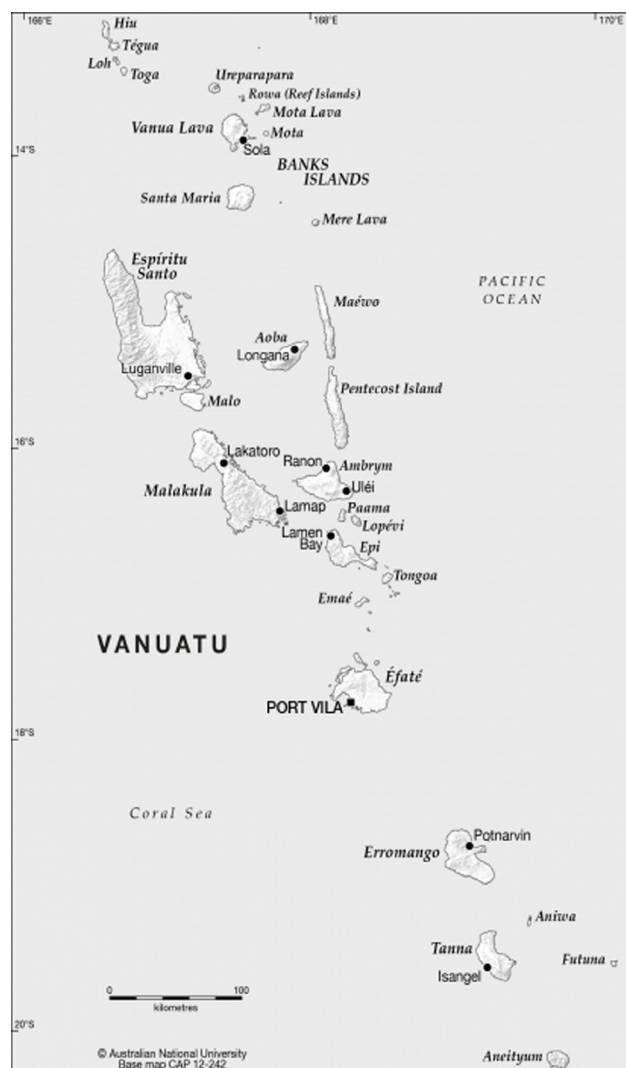 166°E
168°E
170°E
Hiu
Tégua
Loh
Toga
Ureparapara
Rowa (Reef Islands)
Mota Lava
Vanua Lava
Mota
Sola
14°S
BANKS
ISLANDS
Santa Maria
Mere Lava
Espíritu
Santo
PACIFIC
OCEAN
Maéwo
Aoba
Longana
Luganville
Pentecost Island
Malo
16°S
Lakatoro
Ranon
Ambrym
Malakula
Uléi
Lamap
Paama
Lopévi
Lamen
Bay
Epi
Tongoa
Emaé
VANUATU
Éfaté
PORT VILA
18°S
Coral Sea
Potnarvin
Erromango
Aniwa
Tanna
Futuna
Isangel
0 100
kilometres
20°S
© Australian National University
Base map CAP 12-242
Aneityum